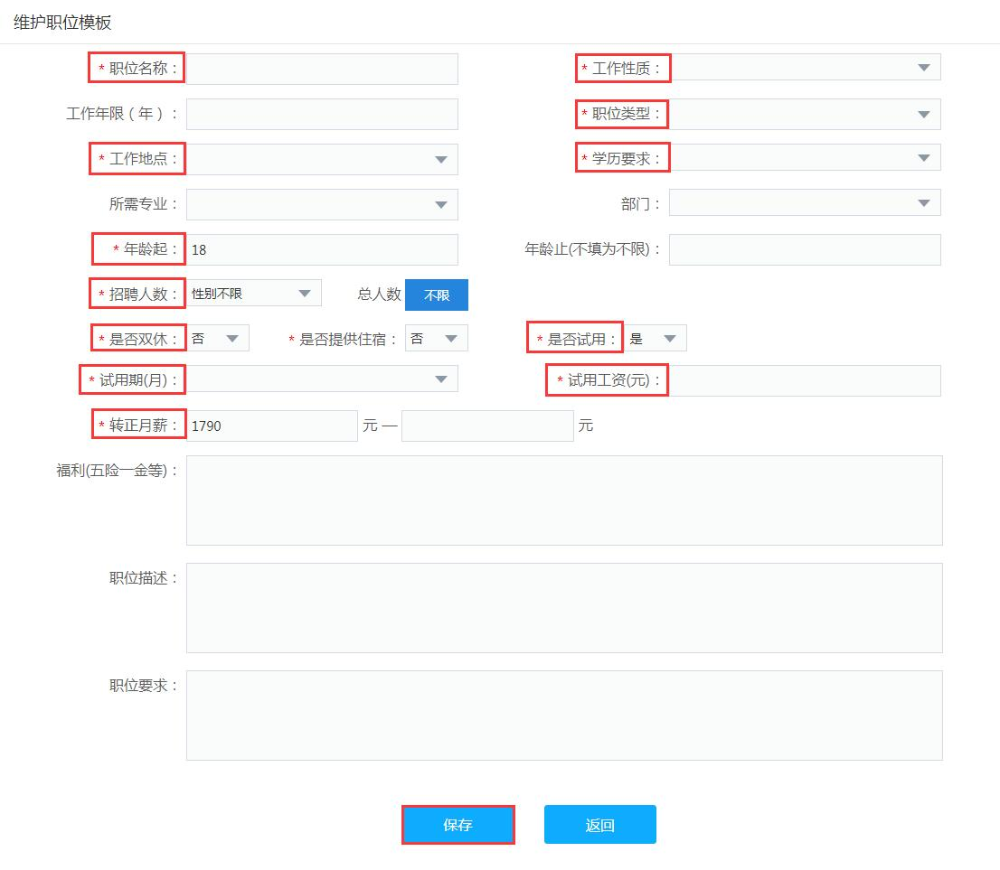 维护职位模板
* 职位名称： * 工作性质：
工作年限（年）： * 职位类型：
* 工作地点： * 学历要求：
所需专业： 部门：
* 年龄起： 18 年龄止(不填为不限)：
* 招聘人数： 性别不限 总人数 不限
* 是否双休： 否 * 是否提供住宿： 否 * 是否试用： 是
* 试用期(月)： * 试用工资(元)：
* 转正月薪： 1790 元 — 元
福利(五险一金等)：
职位描述：
职位要求：
保存 返回